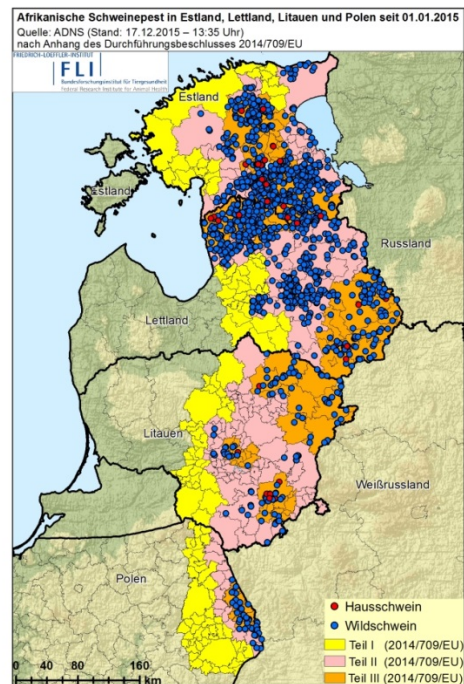 Afrikanische Schweinepest in Estland, Lettland, Litauen und Polen seit 01.01.2015
Quelle: ADNS (Stand: 17.12.2015 – 13:35 Uhr)
nach Anhang des Durchführungsbeschlusses 2014/709/EU
FRIEDRICH-LOEFFLER-INSTITUT
FLI
Bundesforschungsinstitut für Tiergesundheit
Federal Research Institute for Animal Health
Estland
Estland
Russland
Lettland
Litauen
Weißrussland
Polen
Hausschwein
Wildschwein
Teil I (2014/709/EU)
Teil II (2014/709/EU)
Teil III (2014/709/EU)
0 40 80 160
km